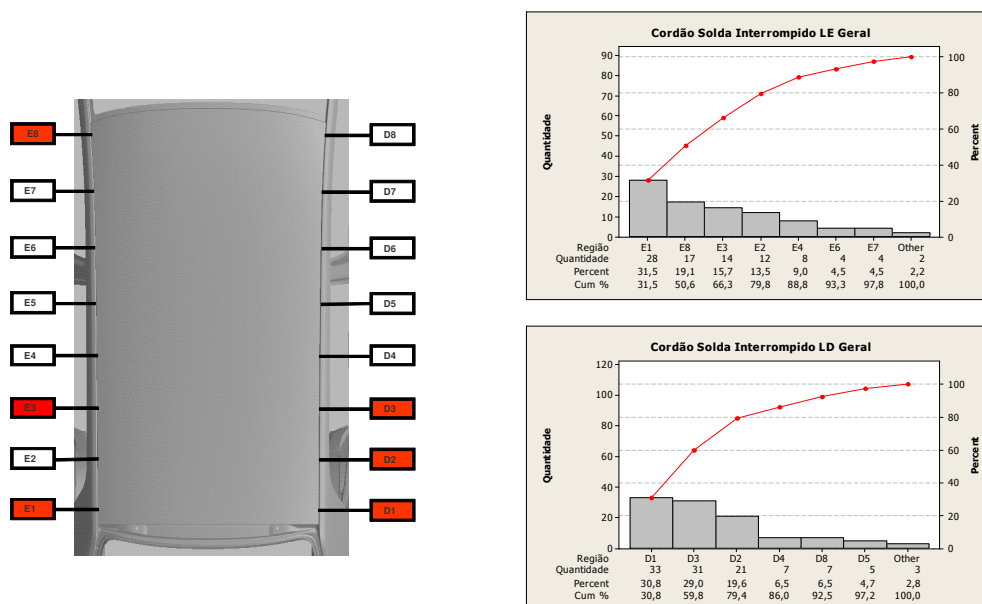 E8
D8
E7
D7
E6
D6
E5
D5
E4
D4
E3
D3
E2
D2
E1
D1
Cordão Solda Interrompido LE Geral
Quantidade
90
80
70
60
50
40
30
20
10
0
100
80
60
40
20
0
Percent
Região E1 E8 E3 E2 E4 E6 E7 Other
Quantidade 28 17 14 12 8 4 4 2
Percent 31,5 19,1 15,7 13,5 9,0 4,5 4,5 2,2
Cum % 31,5 50,6 66,3 79,8 88,8 93,3 97,8 100,0
Cordão Solda Interrompido LD Geral
Quantidade
120
100
80
60
40
20
0
100
80
60
40
20
0
Percent
Região D1 D3 D2 D4 D8 D5 Other
Quantidade 33 31 21 7 7 5 3
Percent 30,8 29,0 19,6 6,5 6,5 4,7 2,8
Cum % 30,8 59,8 79,4 86,0 92,5 97,2 100,0